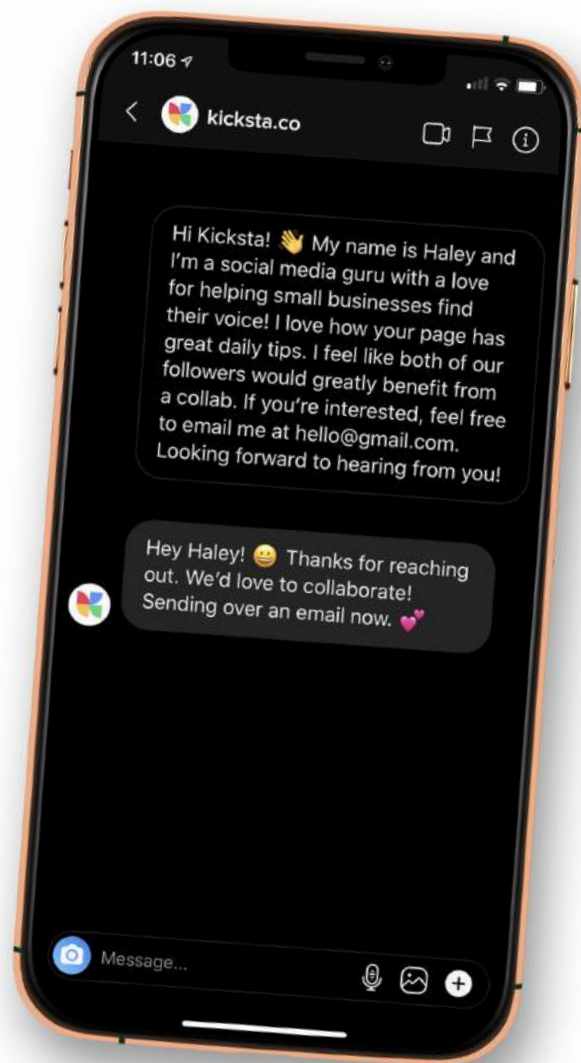 11:06
kicksta.co
Hi Kicksta! 👋 My name is Haley and
I'm a social media guru with a love
for helping small businesses find
their voice! I love how your page has
great daily tips. I feel like both of our
followers would greatly benefit from
a collab. If you're interested, feel free
to email me at hello@gmail.com.
Looking forward to hearing from you!
Hey Haley! 😀 Thanks for reaching
out. We'd love to collaborate!
Sending over an email now. 💕
Message...